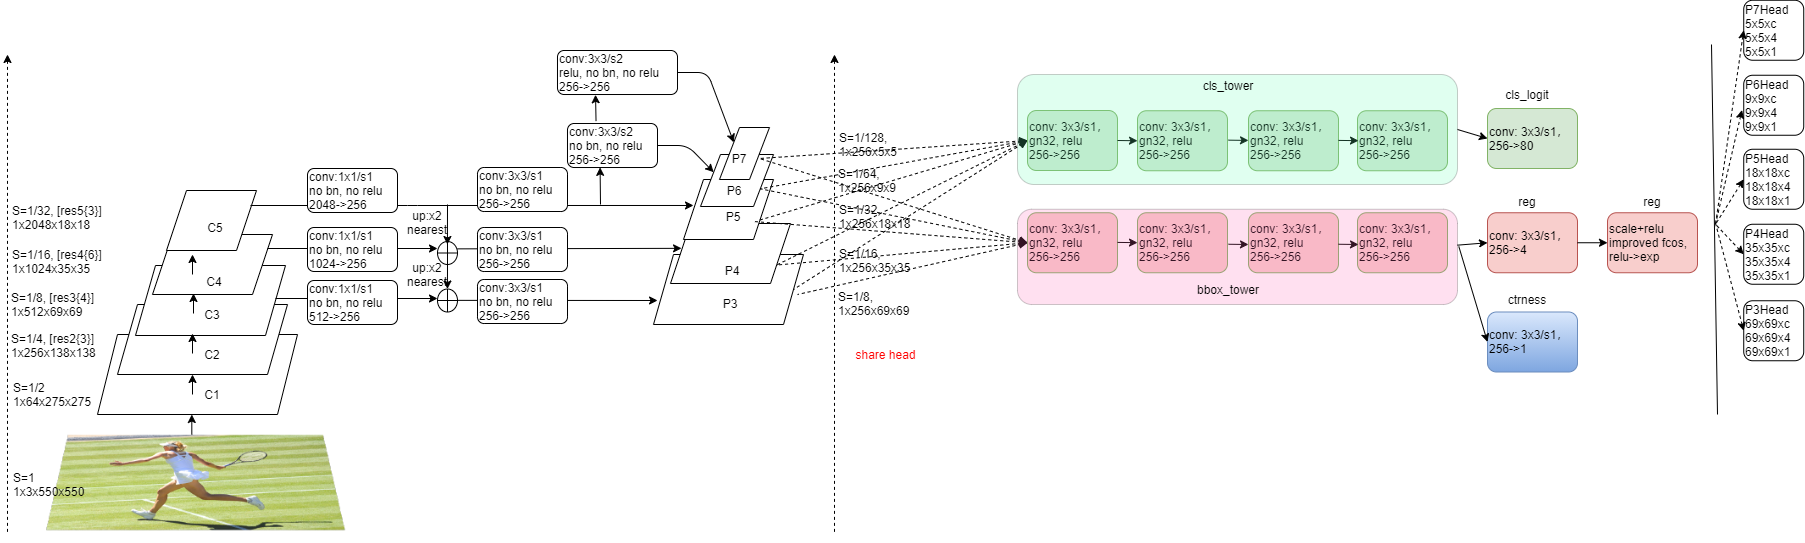 S=1/32, [res5{3}]
1x2048x18x18
S=1/16, [res4{6}]
1x1024x35x35
S=1/8, [res3{4}]
1x512x69x69
S=1/4, [res2{3}]
1x256x138x138
S=1/2
1x64x275x275
S=1
1x3x550x550
C5
C4
C3
C2
C1
conv:1x1/s1
no bn, no relu
2048->256
conv:1x1/s1
no bn, no relu
1024->256
conv:1x1/s1
no bn, no relu
512->256
up:x2
nearest
up:x2
nearest
conv:3x3/s1
no bn, no relu
256->256
conv:3x3/s1
no bn, no relu
256->256
conv:3x3/s1
no bn, no relu
256->256
conv:3x3/s2
relu, no bn, no relu
256->256
conv:3x3/s2
no bn, no relu
256->256
P7
P6
P5
P4
P3
S=1/128,
1x256x5x5
S=1/64,
1x256x9x9
S=1/32,
1x256x18x18
S=1/16,
1x256x35x35
S=1/8,
1x256x69x69
share head
cls_tower
conv: 3x3/s1,
gn32, relu
256->256
conv: 3x3/s1,
gn32, relu
256->256
conv: 3x3/s1,
gn32, relu
256->256
conv: 3x3/s1,
gn32, relu
256->256
conv: 3x3/s1,
gn32, relu
256->256
conv: 3x3/s1,
gn32, relu
256->256
conv: 3x3/s1,
gn32, relu
256->256
conv: 3x3/s1,
gn32, relu
256->256
bbox_tower
cls_logit
conv: 3x3/s1,
256->80
reg
conv: 3x3/s1,
256->4
reg
scale+relu
improved fcos,
relu->exp
ctrness
conv: 3x3/s1,
256->1
P7Head
5x5xc
5x5x4
5x5x1
P6Head
9x9xc
9x9x4
9x9x1
P5Head
18x18xc
18x18x4
18x18x1
P4Head
35x35xc
35x35x4
35x35x1
P3Head
69x69xc
69x69x4
69x69x1